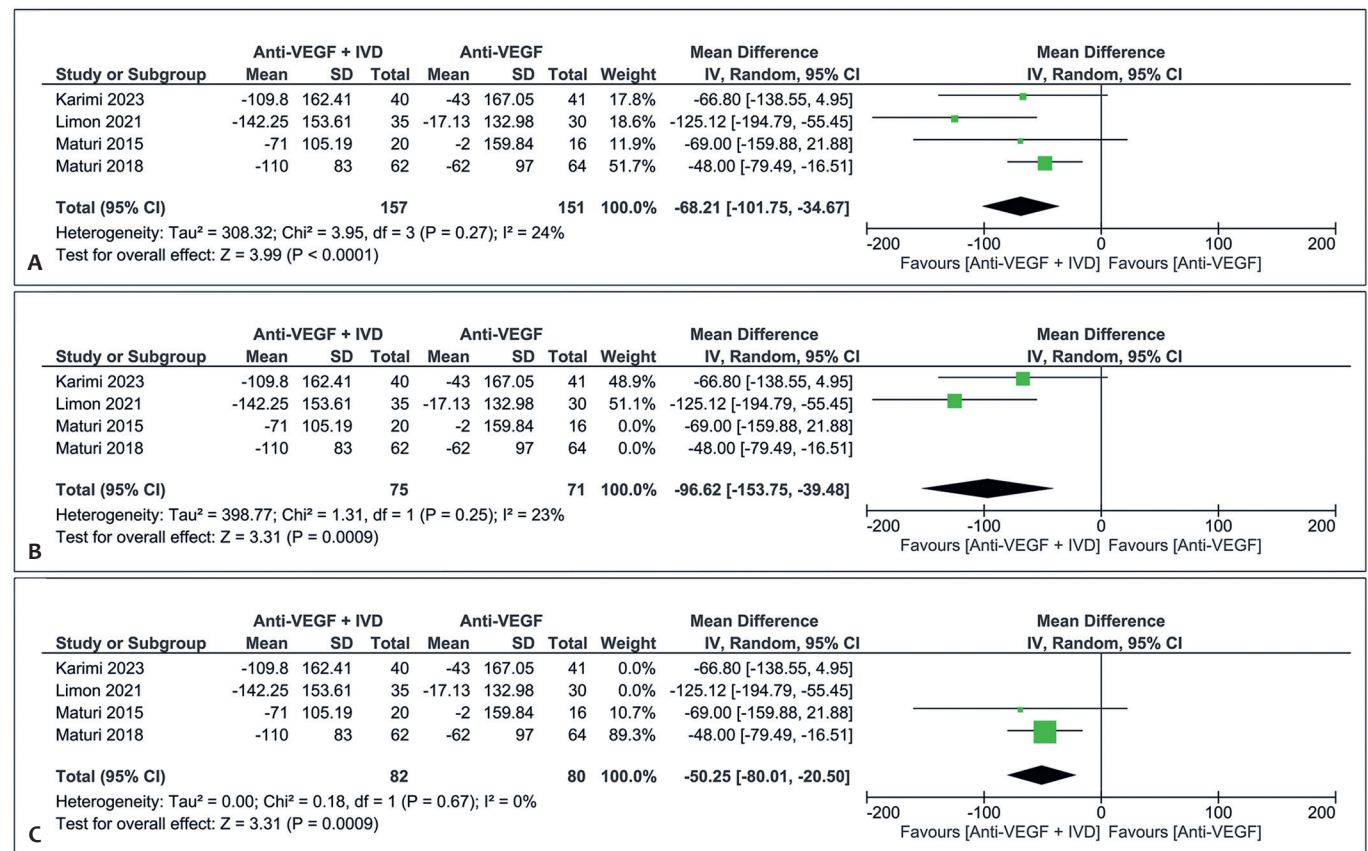 Anti-VEGF + IVD Anti-VEGF Mean Difference Mean Difference
Study or Subgroup Mean SD Total Mean SD Total Weight IV, Random, 95% CI IV, Random, 95% CI
Karimi 2023 -109.8 162.41 40 -43 167.05 41 17.8% -66.80 [-138.55, 4.95]
Limon 2021 -142.25 153.61 35 -17.13 132.98 30 18.6% -125.12 [-194.79, -55.45]
Maturi 2015 -71 105.19 20 -2 159.84 16 11.9% -69.00 [-159.88, 21.88]
Maturi 2018 -110 83 62 -62 97 64 51.7% -48.00 [-79.49, -16.51]
Total (95% CI) 157 151 100.0% -68.21 [-101.75, -34.67]
Heterogeneity: Tau² = 308.32; Chi² = 3.95, df = 3 (P = 0.27); I² = 24%
Test for overall effect: Z = 3.99 (P < 0.0001)
-200 -100 0 100 200
Favours [Anti-VEGF + IVD] Favours [Anti-VEGF]
A
Anti-VEGF + IVD Anti-VEGF Mean Difference Mean Difference
Study or Subgroup Mean SD Total Mean SD Total Weight IV, Random, 95% CI IV, Random, 95% CI
Karimi 2023 -109.8 162.41 40 -43 167.05 41 48.9% -66.80 [-138.55, 4.95]
Limon 2021 -142.25 153.61 35 -17.13 132.98 30 51.1% -125.12 [-194.79, -55.45]
Maturi 2015 -71 105.19 20 -2 159.84 16 0.0% -69.00 [-159.88, 21.88]
Maturi 2018 -110 83 62 -62 97 64 0.0% -48.00 [-79.49, -16.51]
Total (95% CI) 75 71 100.0% -96.62 [-153.75, -39.48]
Heterogeneity: Tau² = 398.77; Chi² = 1.31, df = 1 (P = 0.25); I² = 23%
Test for overall effect: Z = 3.31 (P = 0.0009)
-200 -100 0 100 200
Favours [Anti-VEGF + IVD] Favours [Anti-VEGF]
B
Anti-VEGF + IVD Anti-VEGF Mean Difference Mean Difference
Study or Subgroup Mean SD Total Mean SD Total Weight IV, Random, 95% CI IV, Random, 95% CI
Karimi 2023 -109.8 162.41 40 -43 167.05 41 0.0% -66.80 [-138.55, 4.95]
Limon 2021 -142.25 153.61 35 -17.13 132.98 30 0.0% -125.12 [-194.79, -55.45]
Maturi 2015 -71 105.19 20 -2 159.84 16 10.7% -69.00 [-159.88, 21.88]
Maturi 2018 -110 83 62 -62 97 64 89.3% -48.00 [-79.49, -16.51]
Total (95% CI) 82 80 100.0% -50.25 [-80.01, -20.50]
Heterogeneity: Tau² = 0.00; Chi² = 0.18, df = 1 (P = 0.67); I² = 0%
Test for overall effect: Z = 3.31 (P = 0.0009)
-200 -100 0 100 200
Favours [Anti-VEGF + IVD] Favours [Anti-VEGF]
C